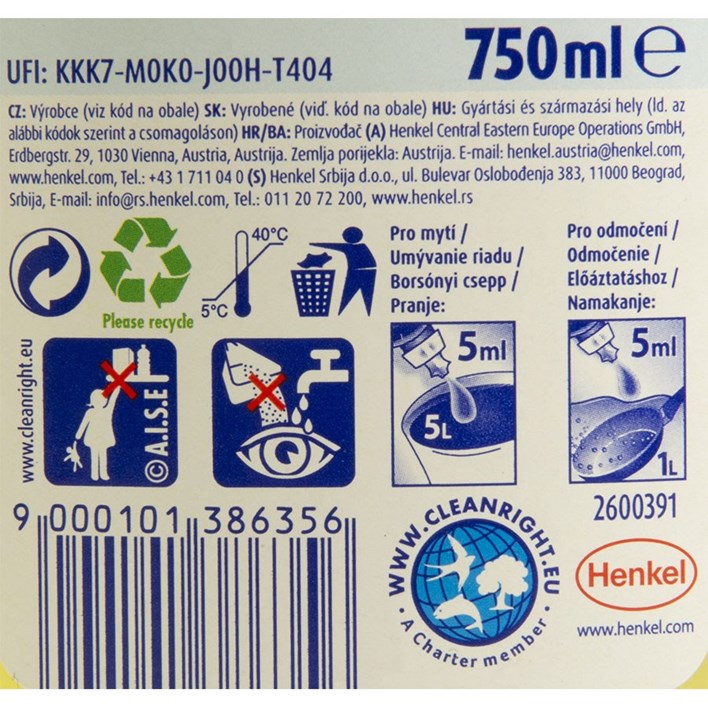 UFI: KKK7-M0K0-J00H-T404
750ml e
CZ: Výrobce (viz kód na obale) SK: Vyrobené (viď. kód na obale) HU: Gyártási és származási hely (ld. az
alábbi kódok szerint a csomagoláson) HR/BA: Proizvođač (A) Henkel Central Eastern Europe Operations GmbH,
Erdbergstr. 29, 1030 Vienna, Austria, Austrija. Zemlja porijekla: Austrija. E-mail: henkel.austria@henkel.com,
www.henkel.com, Tel.: +43 1 711 04 0 (S) Henkel Srbija d.o.o., ul. Bulevar Oslobođenja 383, 11000 Beograd,
Srbija, E-mail: info@rs.henkel.com, Tel.: 011 20 72 200, www.henkel.rs
Please recycle
40°C
5°C
Pro mytí /
Umývanie riadu /
Borsónyi csepp /
Pranje:
Pro odmočení /
Odmočenie /
Előáztatáshoz /
Namakanje:
www.cleanright.eu
© A.I.S.E
5ml
5L
5ml
1L
9 000101 386356
WWW.CLEANRIGHT.EU
• A Charter member •
2600391
Henkel
www.henkel.com